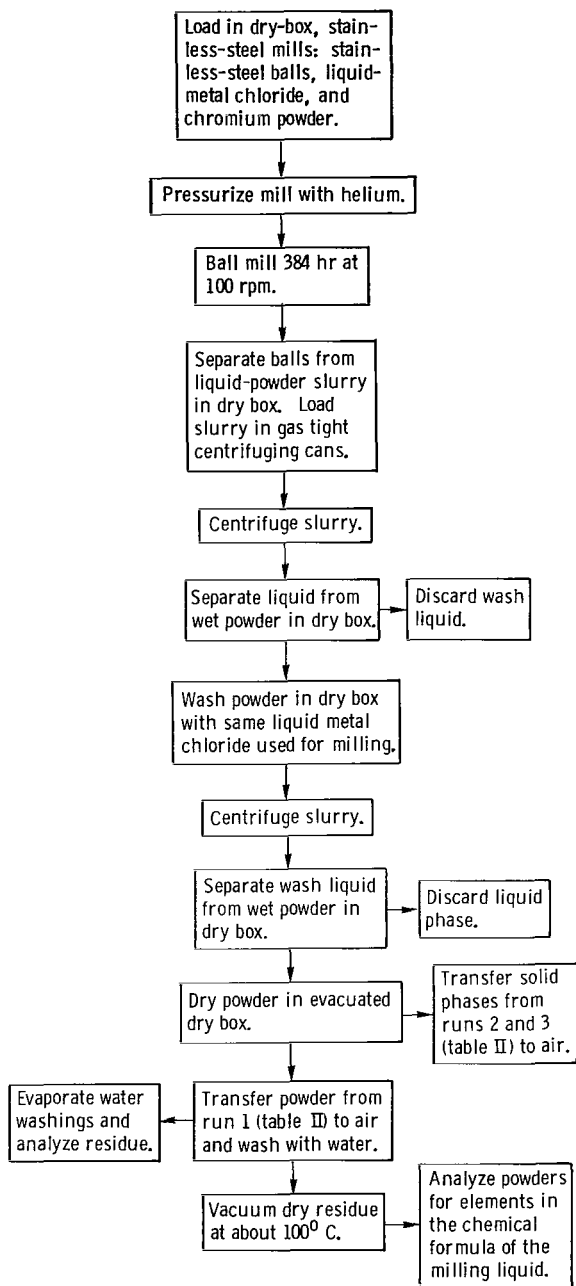 Load in dry-box, stain-
less-steel mills: stain-
less-steel balls, liquid-
metal chloride, and
chromium powder.
Pressurize mill with helium.
Ball mill 384 hr at
100 rpm.
Separate balls from
liquid-powder slurry
in dry box. Load
slurry in gas tight
centrifuging cans.
Centrifuge slurry.
Separate liquid from
wet powder in dry box.
Discard wash
liquid.
Wash powder in dry box
with same liquid metal
chloride used for milling.
Centrifuge slurry.
Separate wash liquid
from wet powder in
dry box.
Discard liquid
phase.
Dry powder in evacuated
dry box.
Transfer solid
phases from
runs 2 and 3
(table II) to air.
Evaporate water
washings and
analyze residue.
Transfer powder from
run 1 (table II) to air
and wash with water.
Vacuum dry residue
at about 100⁰ C.
Analyze powders
for elements in
the chemical
formula of the
milling liquid.